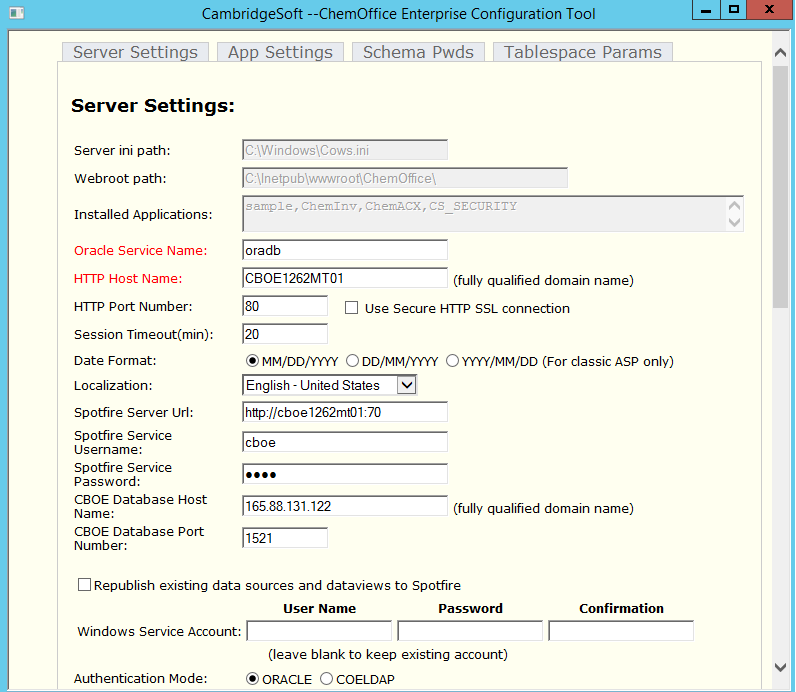 CambridgeSoft --ChemOffice Enterprise Configuration Tool
Server Settings App Settings Schema Pwds Tablespace Params
Server Settings:
Server ini path: C:\Windows\Cows.ini
Webroot path: C:\Inetpub\wwwroot\ChemOffice\
Installed Applications: sample,ChemInv,ChemACX,CS_SECURITY
Oracle Service Name: oradb
HTTP Host Name: CBOE1262MT01 (fully qualified domain name)
HTTP Port Number: 80 Use Secure HTTP SSL connection
Session Timeout(min): 20
Date Format: MM/DD/YYYY DD/MM/YYYY YYYY/MM/DD (For classic ASP only)
Localization: English - United States
Spotfire Server Url: http://cboe1262mt01:70
Spotfire Service
Username: cboe
Spotfire Service
Password: ●●●●
CBOE Database Host
Name: 165.88.131.122 (fully qualified domain name)
CBOE Database Port
Number: 1521
Republish existing data sources and dataviews to Spotfire
User Name Password Confirmation
Windows Service Account:
(leave blank to keep existing account)
Authentication Mode: ORACLE COELDAP